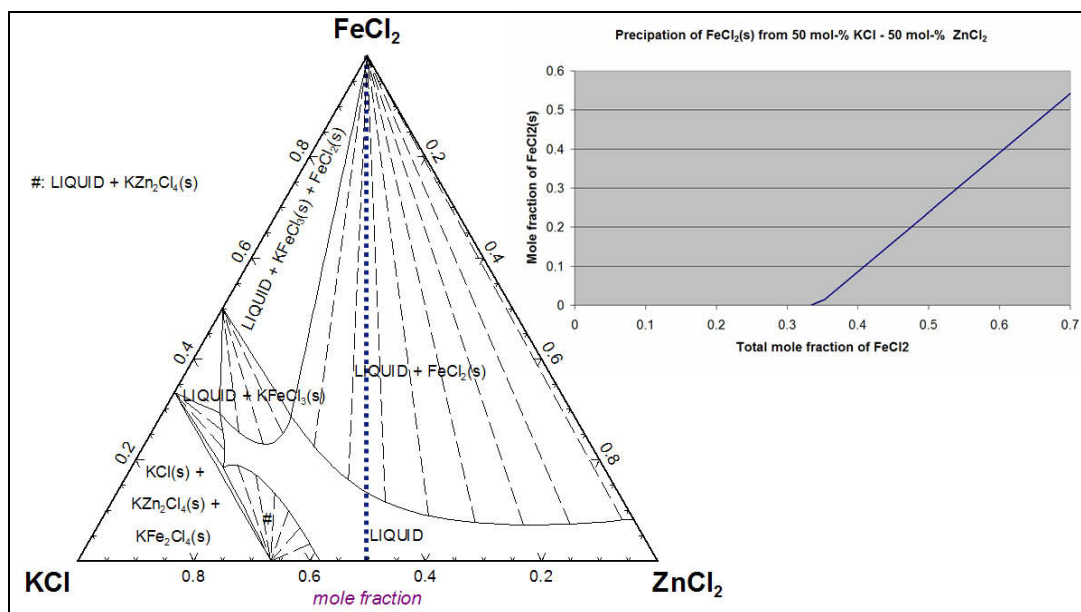 FeCl2
Precipation of FeCl2(s) from 50 mol-% KCl - 50 mol-% ZnCl2
#: LIQUID + KZn2Cl4(s)
0.8
0.6
0.4
0.2
0.2
0.4
0.6
0.8
LIQUID + KFeCl3(s) + FeCl2(s)
LIQUID + FeCl2(s)
LIQUID + KFeCl3(s)
KCl(s) +
KZn2Cl4(s) +
KFe2Cl4(s)
#
LIQUID
KCl
0.8
0.6
0.4
0.2
ZnCl2
mole fraction
Mole fraction of FeCl2(s)
0.6
0.5
0.4
0.3
0.2
0.1
0
0 0.1 0.2 0.3 0.4 0.5 0.6 0.7
Total mole fraction of FeCl2